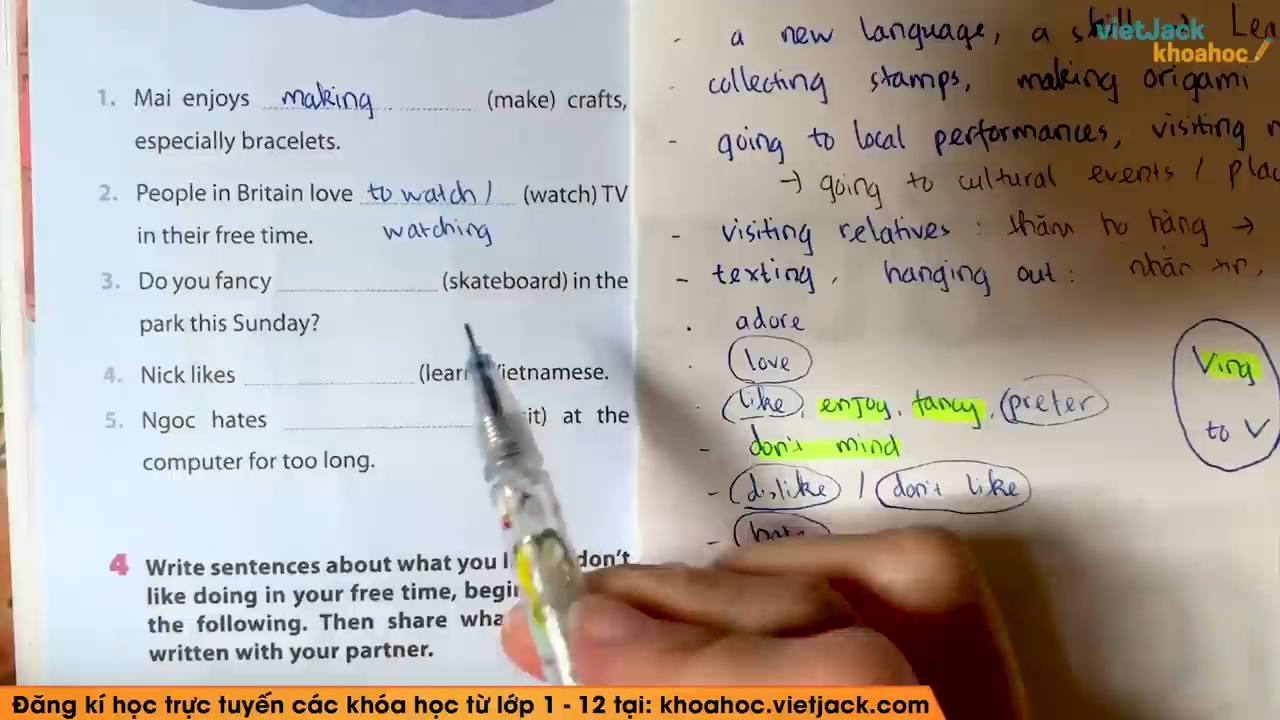 1. Mai enjoys making (make) crafts,
especially bracelets.
2. People in Britain love to watch / (watch) TV
in their free time. watching
3. Do you fancy (skateboard) in the
park this Sunday?
4. Nick likes (learn Vietnamese.
5. Ngoc hates it) at the
computer for too long.
4 Write sentences about what you don't
like doing in your free time,
the following. Then share
written with your partner.
- a new language, a skill
- collecting stamps, making origami
- going to local performances, visiting
→ going to cultural events /
- visiting relatives : thăm họ hàng →
- texting, hanging out : nhắn tin,
adore
love
like, enjoy, fancy, prefer
- don't mind
- dislike / don't like
- hate
Ving
to V
vietJack
khoahoc
Đăng kí học trực tuyến các khóa học từ lớp 1 - 12 tại: khoahoc.vietjack.com